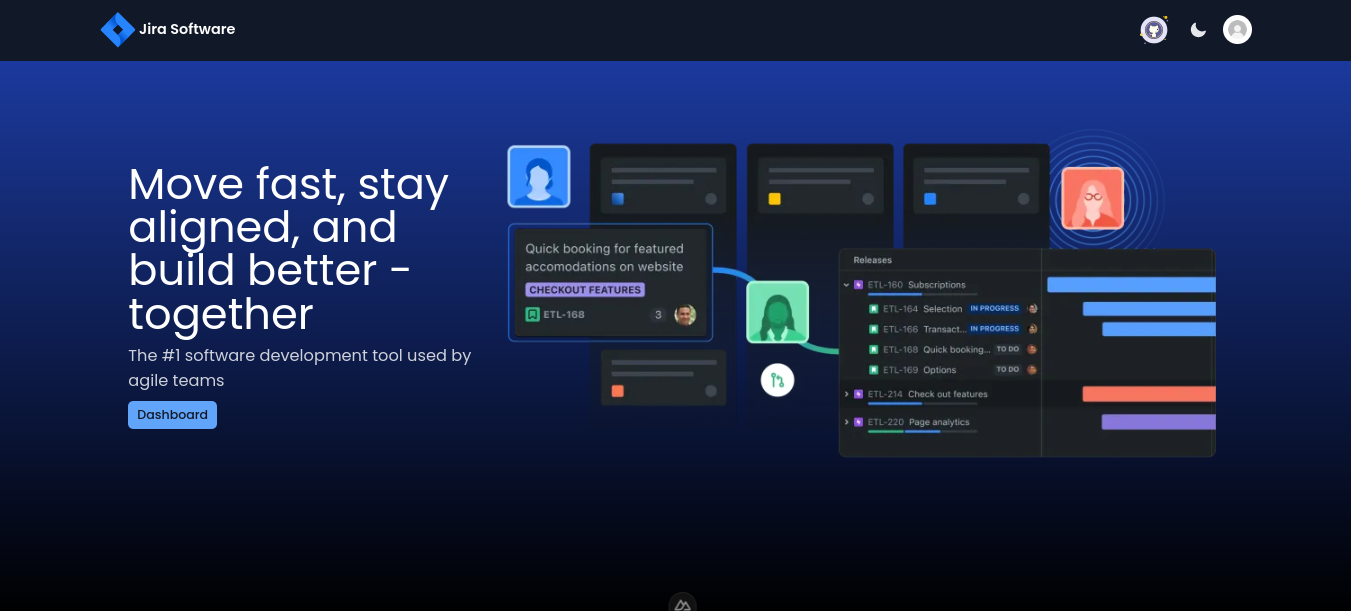 Jira Software
Move fast, stay
aligned, and
build better -
together
The #1 software development tool used by
agile teams
Dashboard
Quick booking for featured
accomodations on website
CHECKOUT FEATURES
ETL-168 3
Releases
ETL-160 Subscriptions
ETL-164 Selection IN PROGRESS
ETL-166 Transact... IN PROGRESS
ETL-168 Quick booking... TO DO
ETL-169 Options TO DO
ETL-214 Check out features
ETL-220 Page analytics